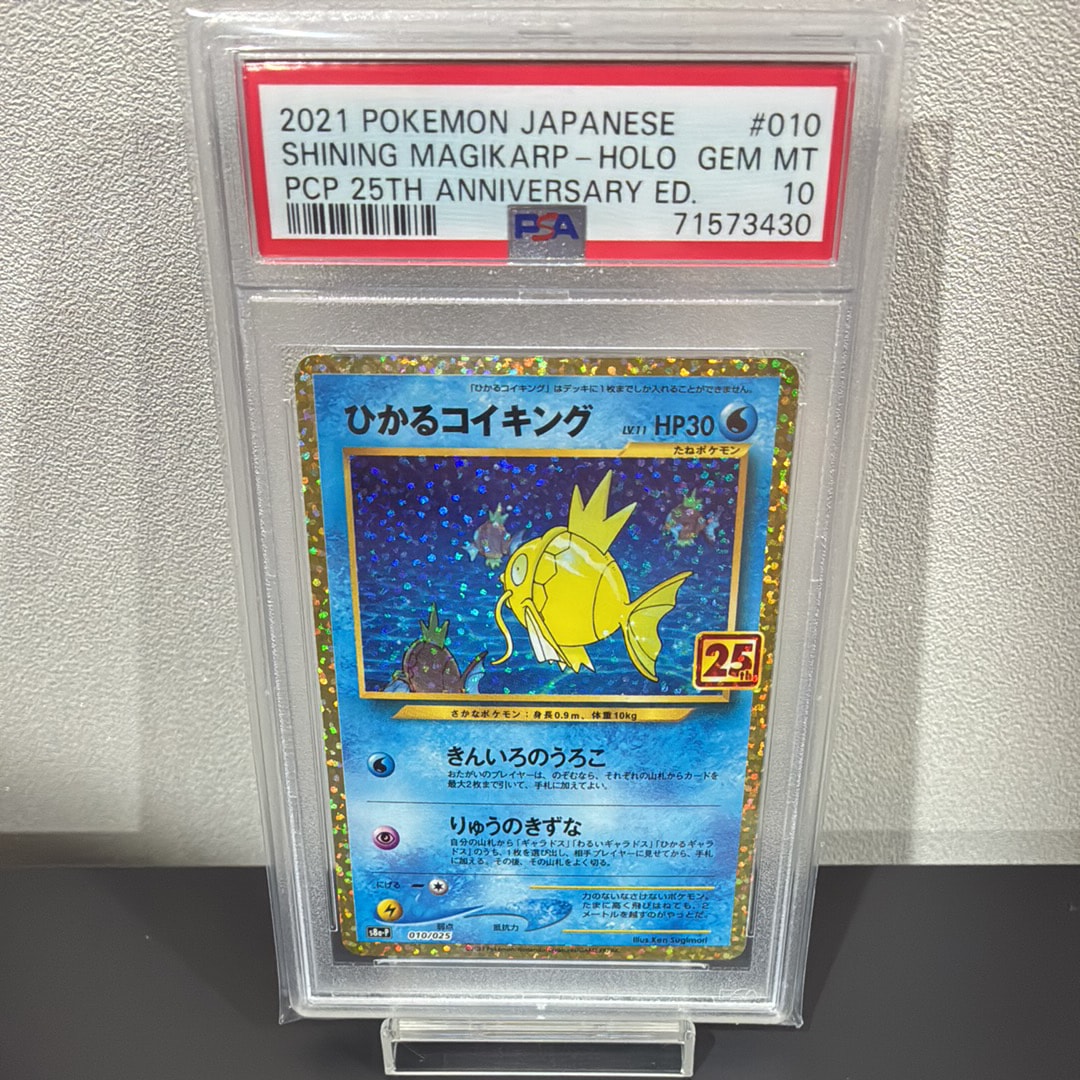 2021 POKEMON JAPANESE #010
SHINING MAGIKARP-HOLO GEM MT
PCP 25TH ANNIVERSARY ED. 10
PSA 71573430
「ひかるコイキング」はデッキに1枚までしか入れることができません。
ひかるコイキング LV.11 HP30
たねポケモン
25th
さかなポケモン:身長0.9m、体重10kg
きんいろのうろこ
おたがいのプレイヤーは、のぞむなら、それぞれの山札からカードを
最大2枚まで引いて、手札に加えてよい。
りゅうのきずな
自分の山札から「ギャラドス」「わるいギャラドス」「ひかるギャラ
ドス」のうち、1枚を選び出し、相手プレイヤーに見せてから、手札
に加える。その後、その山札をよく切る。
にげる
力のないなさけないポケモン。
たまに高く飛びはねても、2
メートルを越すのがやっとだ。
弱点 抵抗力
s8a-P 010/025
Illus.Ken Sugimori